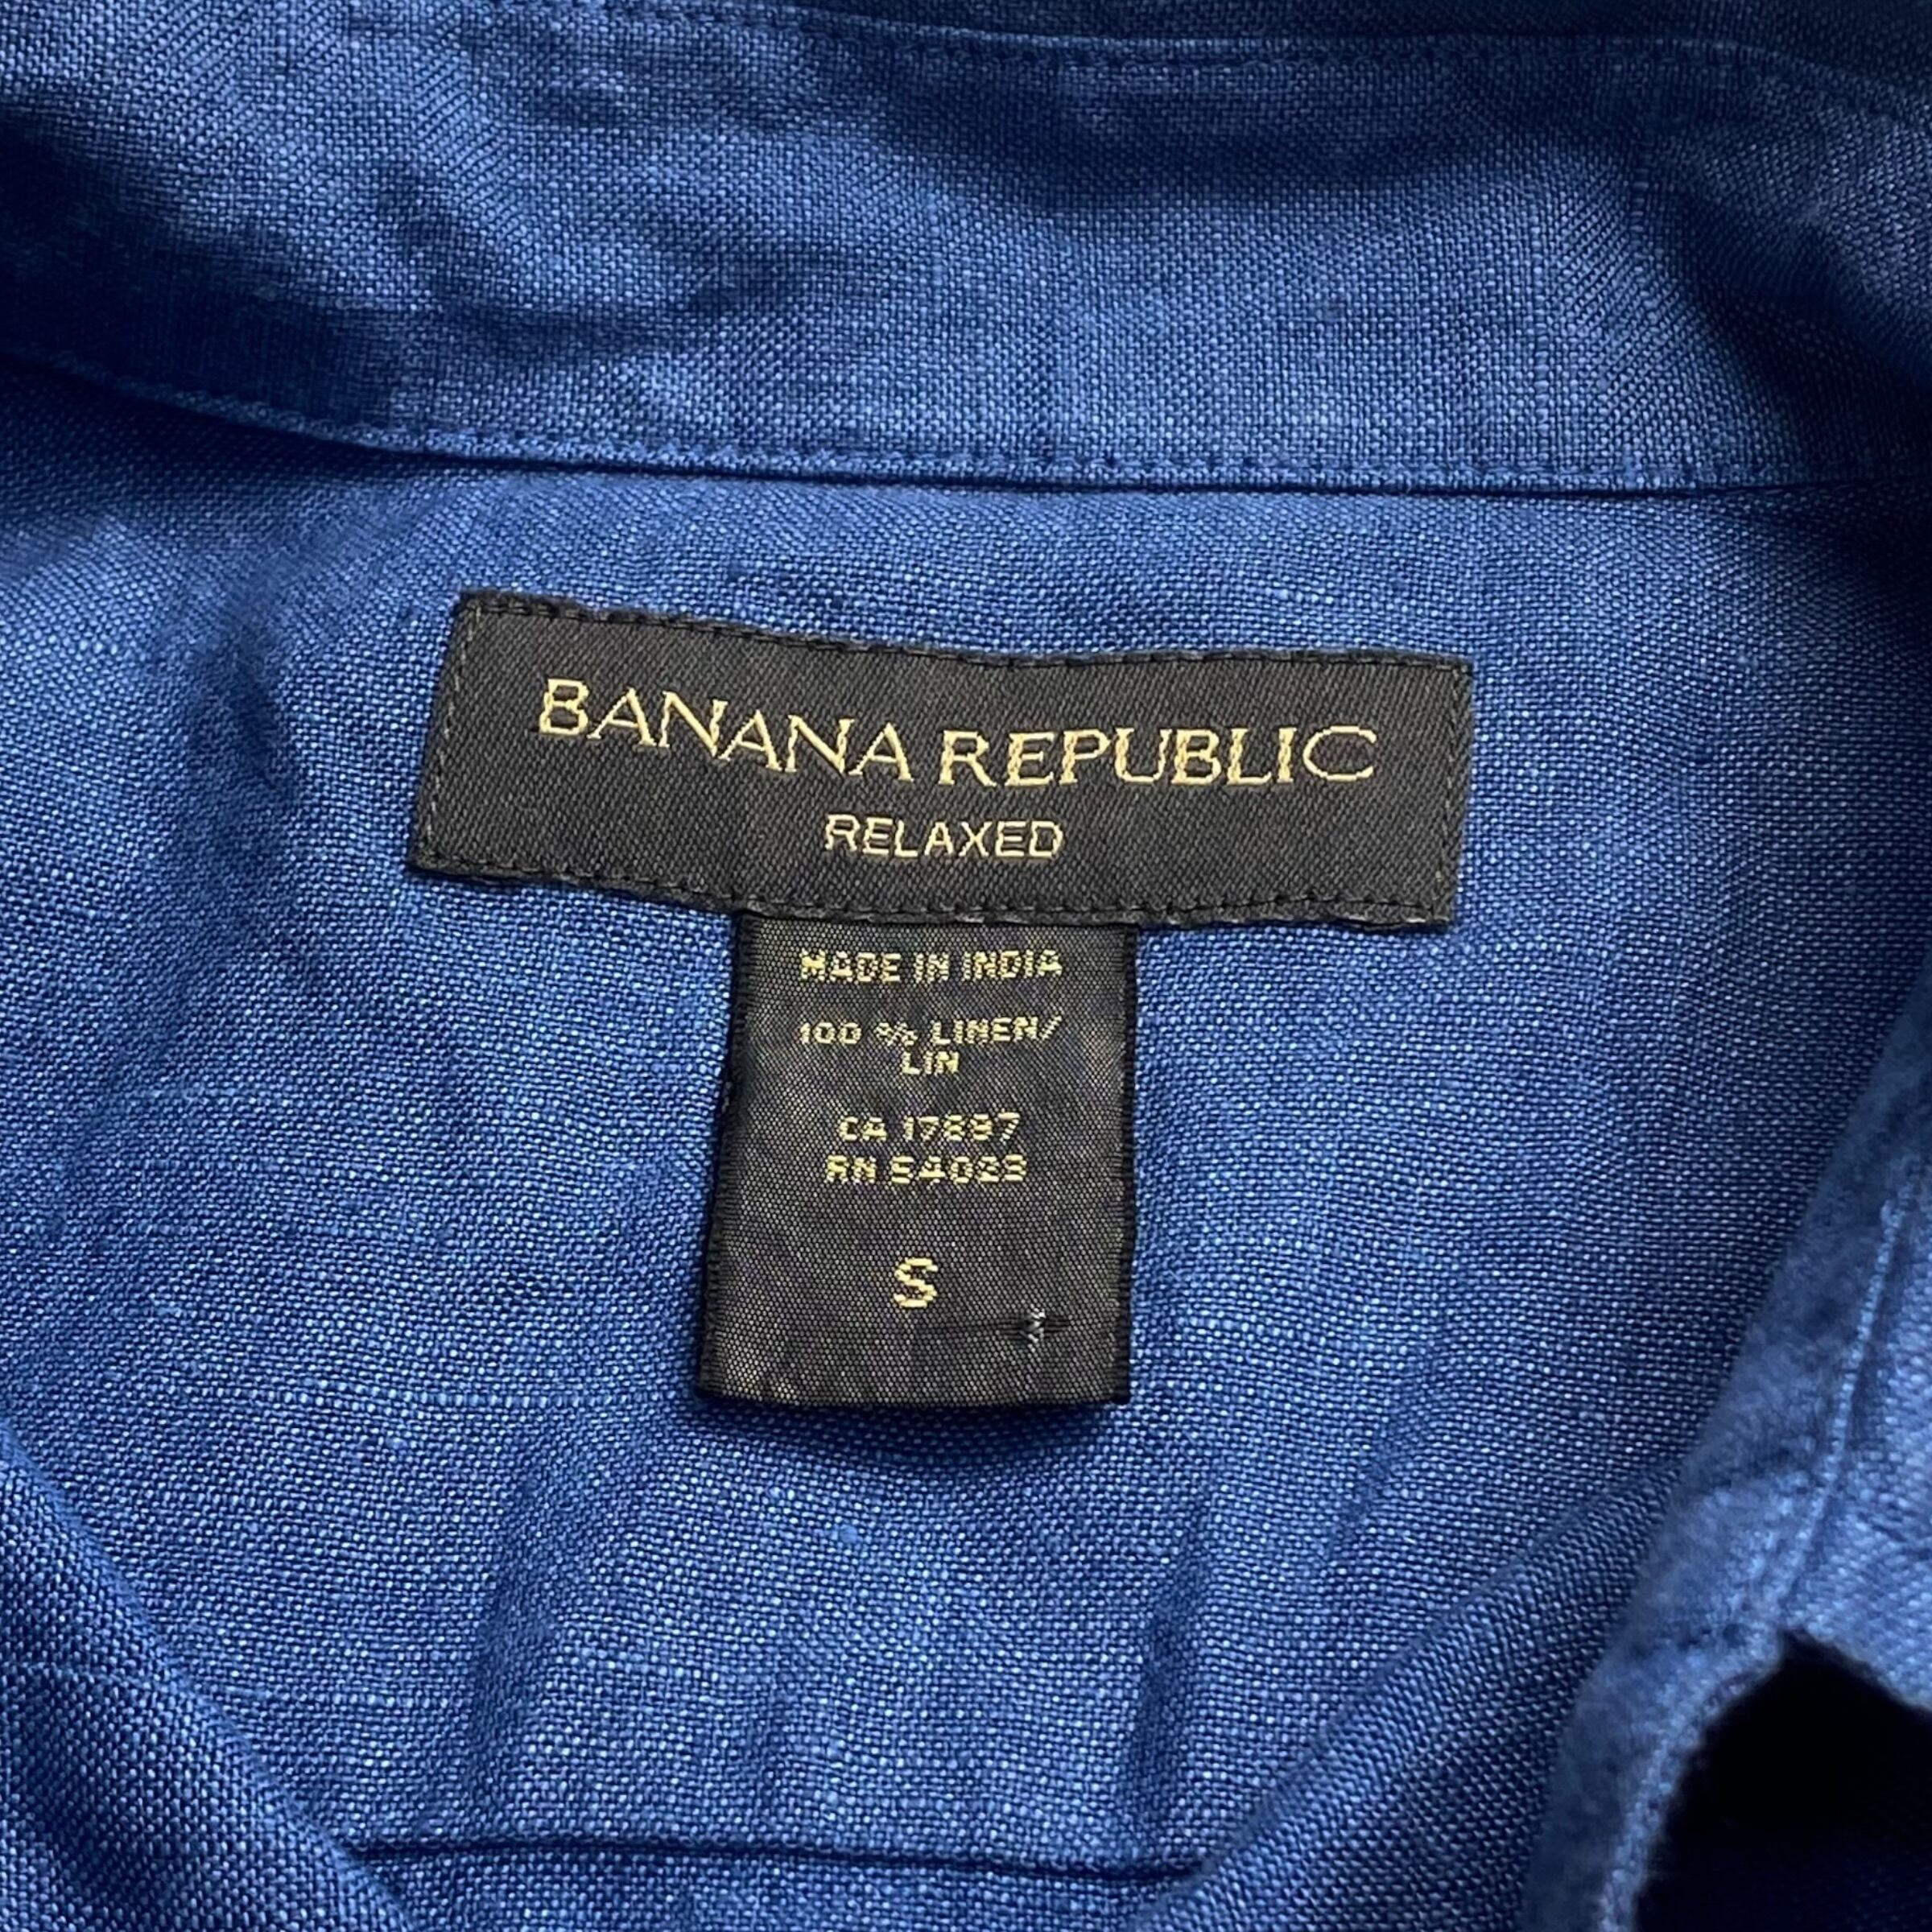 BANANA REPUBLIC
RELAXED
MADE IN INDIA
100 % LINEN/
LIN
CA 17897
RN 54023
S